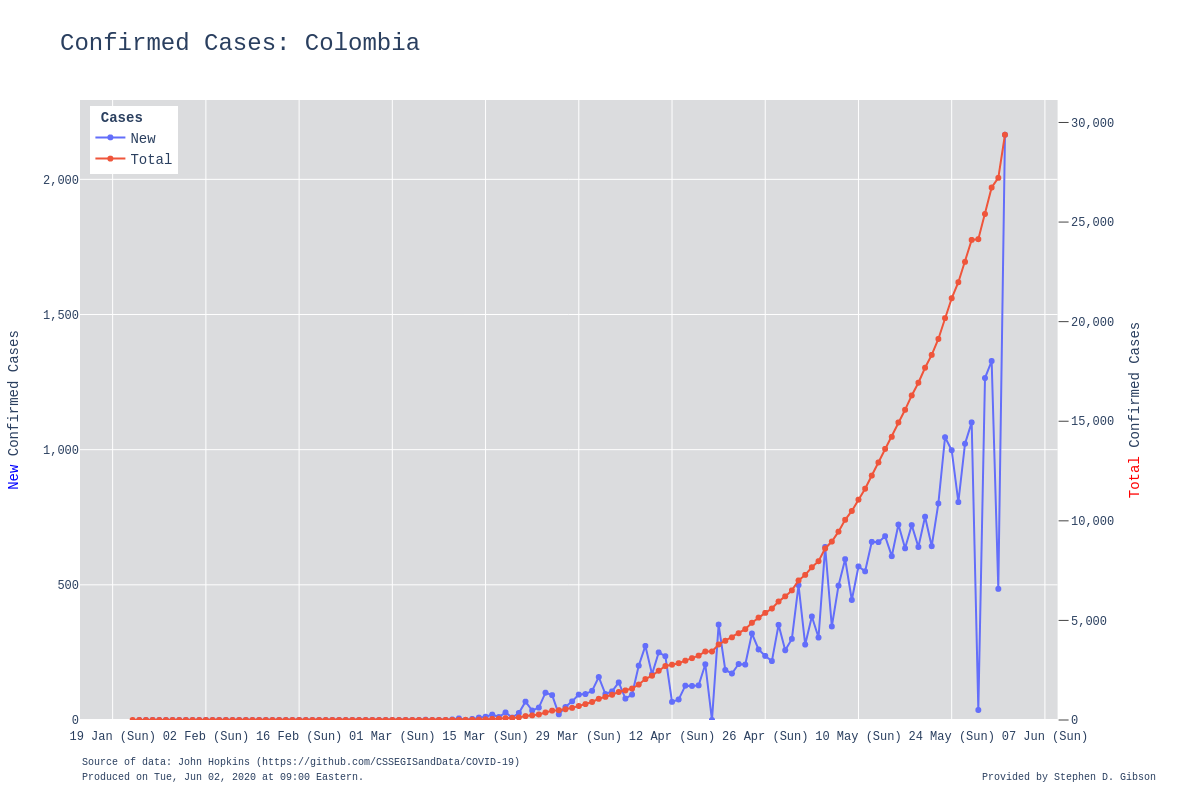 Confirmed Cases: Colombia
Cases
New
Total
30,000
25,000
20,000
15,000
10,000
5,000
0
2,000
1,500
1,000
500
0
New Confirmed Cases
Total Confirmed Cases
19 Jan (Sun) 02 Feb (Sun) 16 Feb (Sun) 01 Mar (Sun) 15 Mar (Sun) 29 Mar (Sun) 12 Apr (Sun) 26 Apr (Sun) 10 May (Sun) 24 May (Sun) 07 Jun (Sun)
Source of data: John Hopkins (https://github.com/CSSEGISandData/COVID-19)
Produced on Tue, Jun 02, 2020 at 09:00 Eastern.
Provided by Stephen D. Gibson